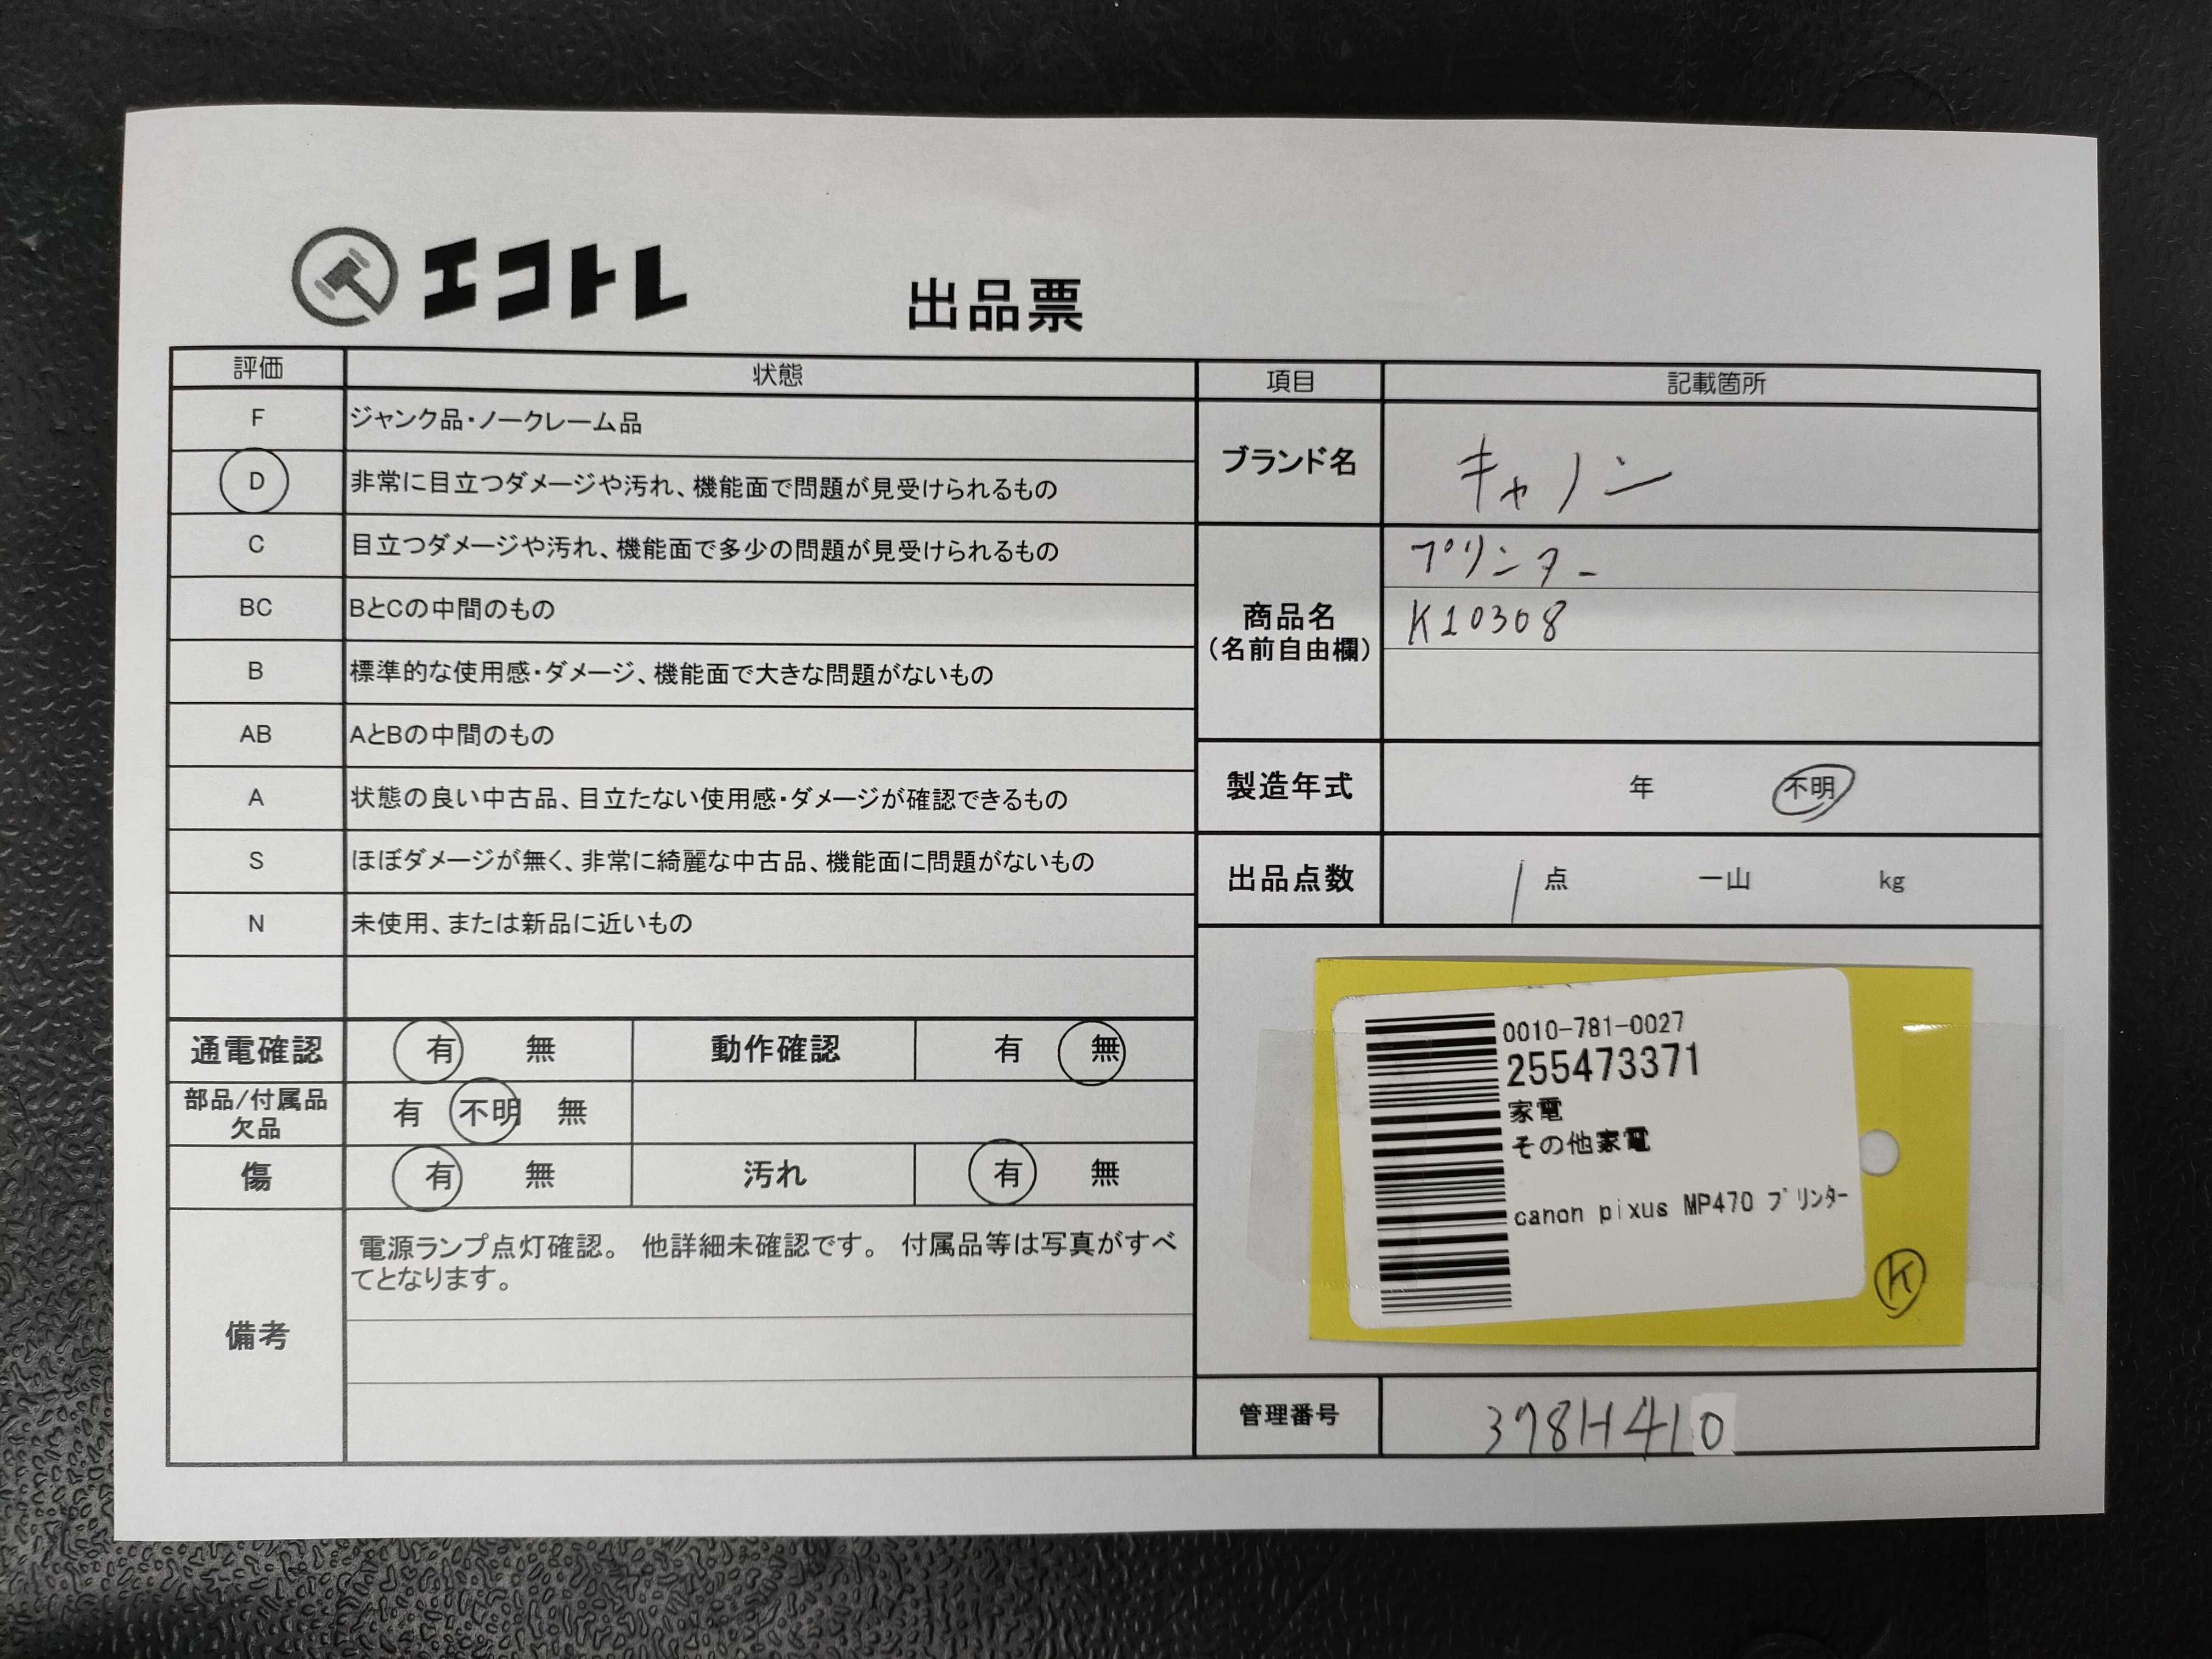 エコトレ
出品票
評価 状態
F ジャンク品・ノークレーム品
D 非常に目立つダメージや汚れ、機能面で問題が見受けられるもの
C 目立つダメージや汚れ、機能面で多少の問題が見受けられるもの
BC BとCの中間のもの
B 標準的な使用感・ダメージ、機能面で大きな問題がないもの
AB AとBの中間のもの
A 状態の良い中古品、目立たない使用感・ダメージが確認できるもの
S ほぼダメージが無く、非常に綺麗な中古品、機能面に問題がないもの
N 未使用、または新品に近いもの
通電確認 有 無 動作確認 有 無
部品/付属品
欠品 有 不明 無
傷 有 無 汚れ 有 無
備考
電源ランプ点灯確認。 他詳細未確認です。 付属品等は写真がすべ
てとなります。
項目 記載箇所
ブランド名 キャノン
商品名
(名前自由欄)
プリンター
K10308
製造年式 年 不明
出品点数 1 点 一山 kg
0010-781-0027
255473371
家電
その他家電
canon pixus MP470 プリンター
K
管理番号 378H410